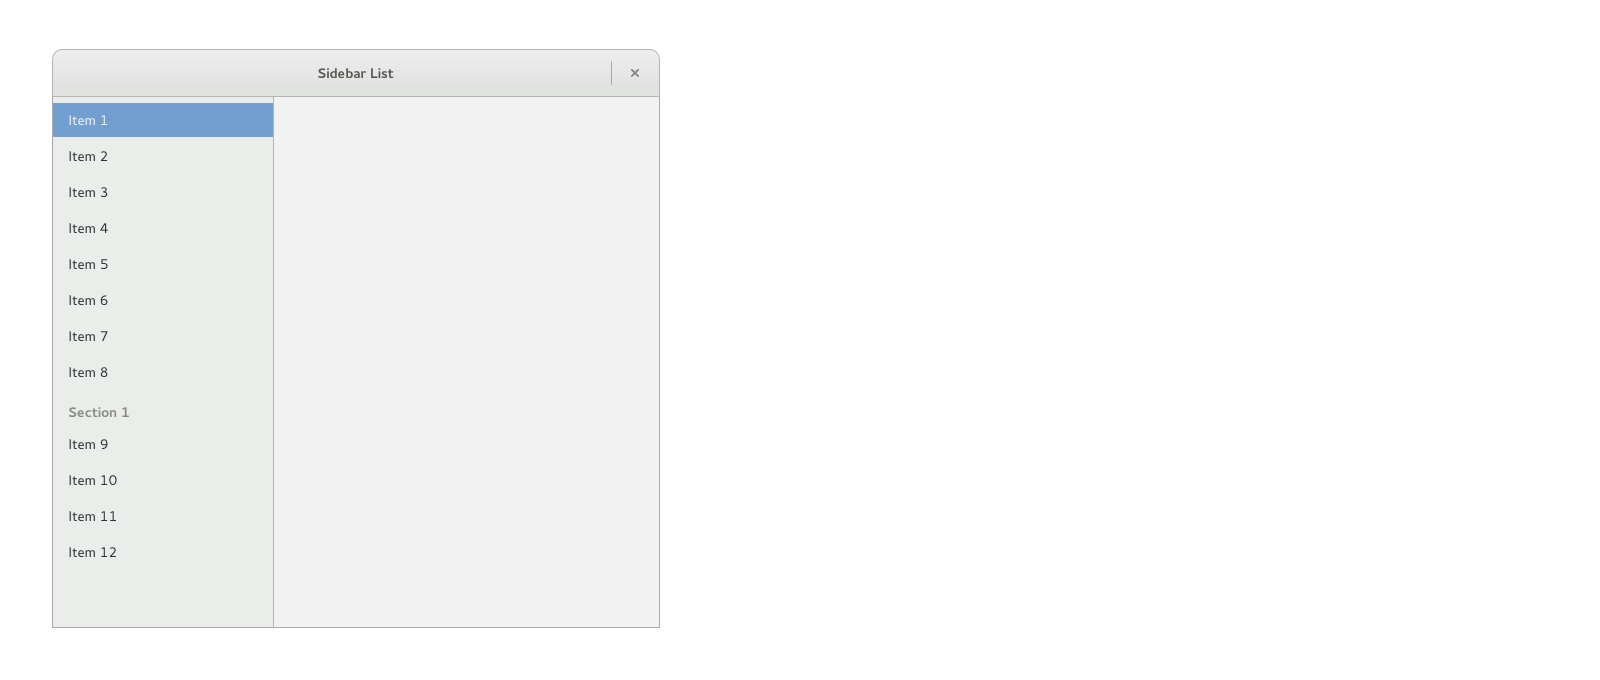 Sidebar List
Item 1
Item 2
Item 3
Item 4
Item 5
Item 6
Item 7
Item 8
Section 1
Item 9
Item 10
Item 11
Item 12